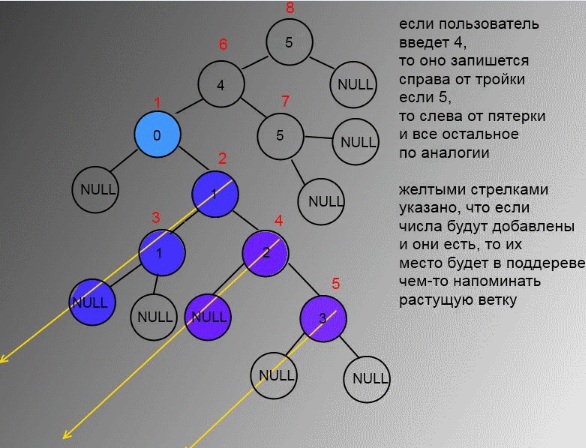 8
5
6
4
NULL
7
5
NULL
NULL
1
0
NULL
2
1
3
1
NULL
NULL
4
2
NULL
5
3
NULL
NULL
если пользователь
введет 4,
то оно запишется
справа от тройки
если 5,
то слева от пятерки
и все остальное
по аналогии
желтыми стрелками
указано, что если
числа будут добавлены
и они есть, то их
место будет в поддереве
чем-то напоминать
растущую ветку